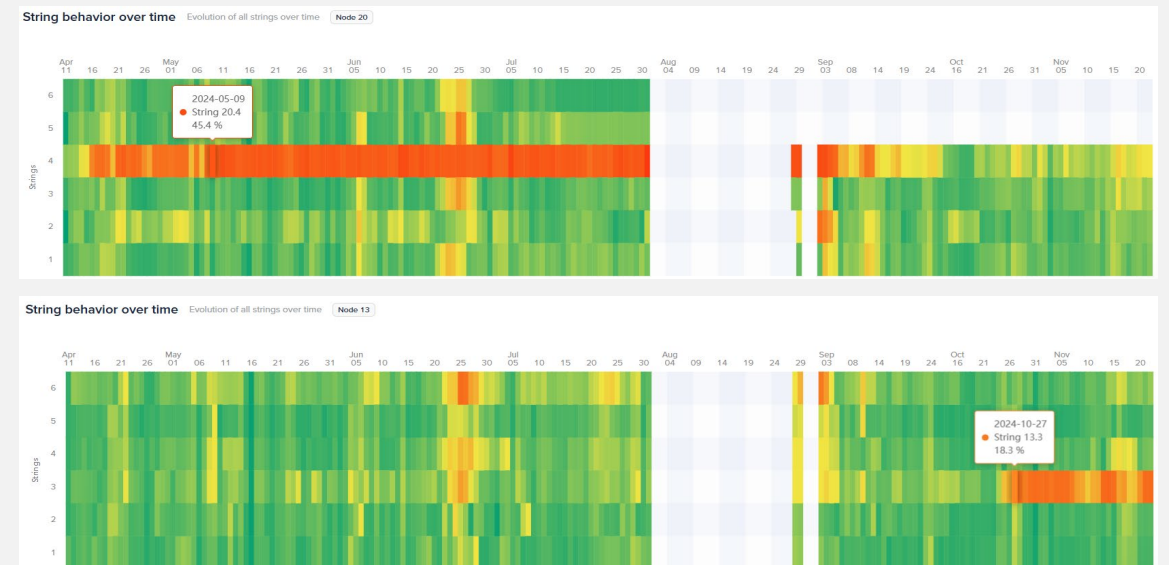 String behavior over time Evolution of all strings over time Node 20
Apr May Jun Jul Aug Sep Oct Nov
11 16 21 26 01 06 11 16 21 26 31 05 10 15 20 25 30 05 10 15 20 25 30 04 09 14 19 24 29 03 08 14 19 24 16 21 26 31 05 10 15 20
6
2024-05-09
String 20.4
45.4 %
5
4
Strings
3
2
1
String behavior over time Evolution of all strings over time Node 13
Apr May Jun Jul Aug Sep Oct Nov
11 16 21 26 01 06 11 16 21 26 31 05 10 15 20 25 30 05 10 15 20 25 30 04 09 14 19 24 29 03 08 14 19 24 16 21 26 31 05 10 15 20
6
5
2024-10-27
String 13.3
18.3 %
4
Strings
3
2
1